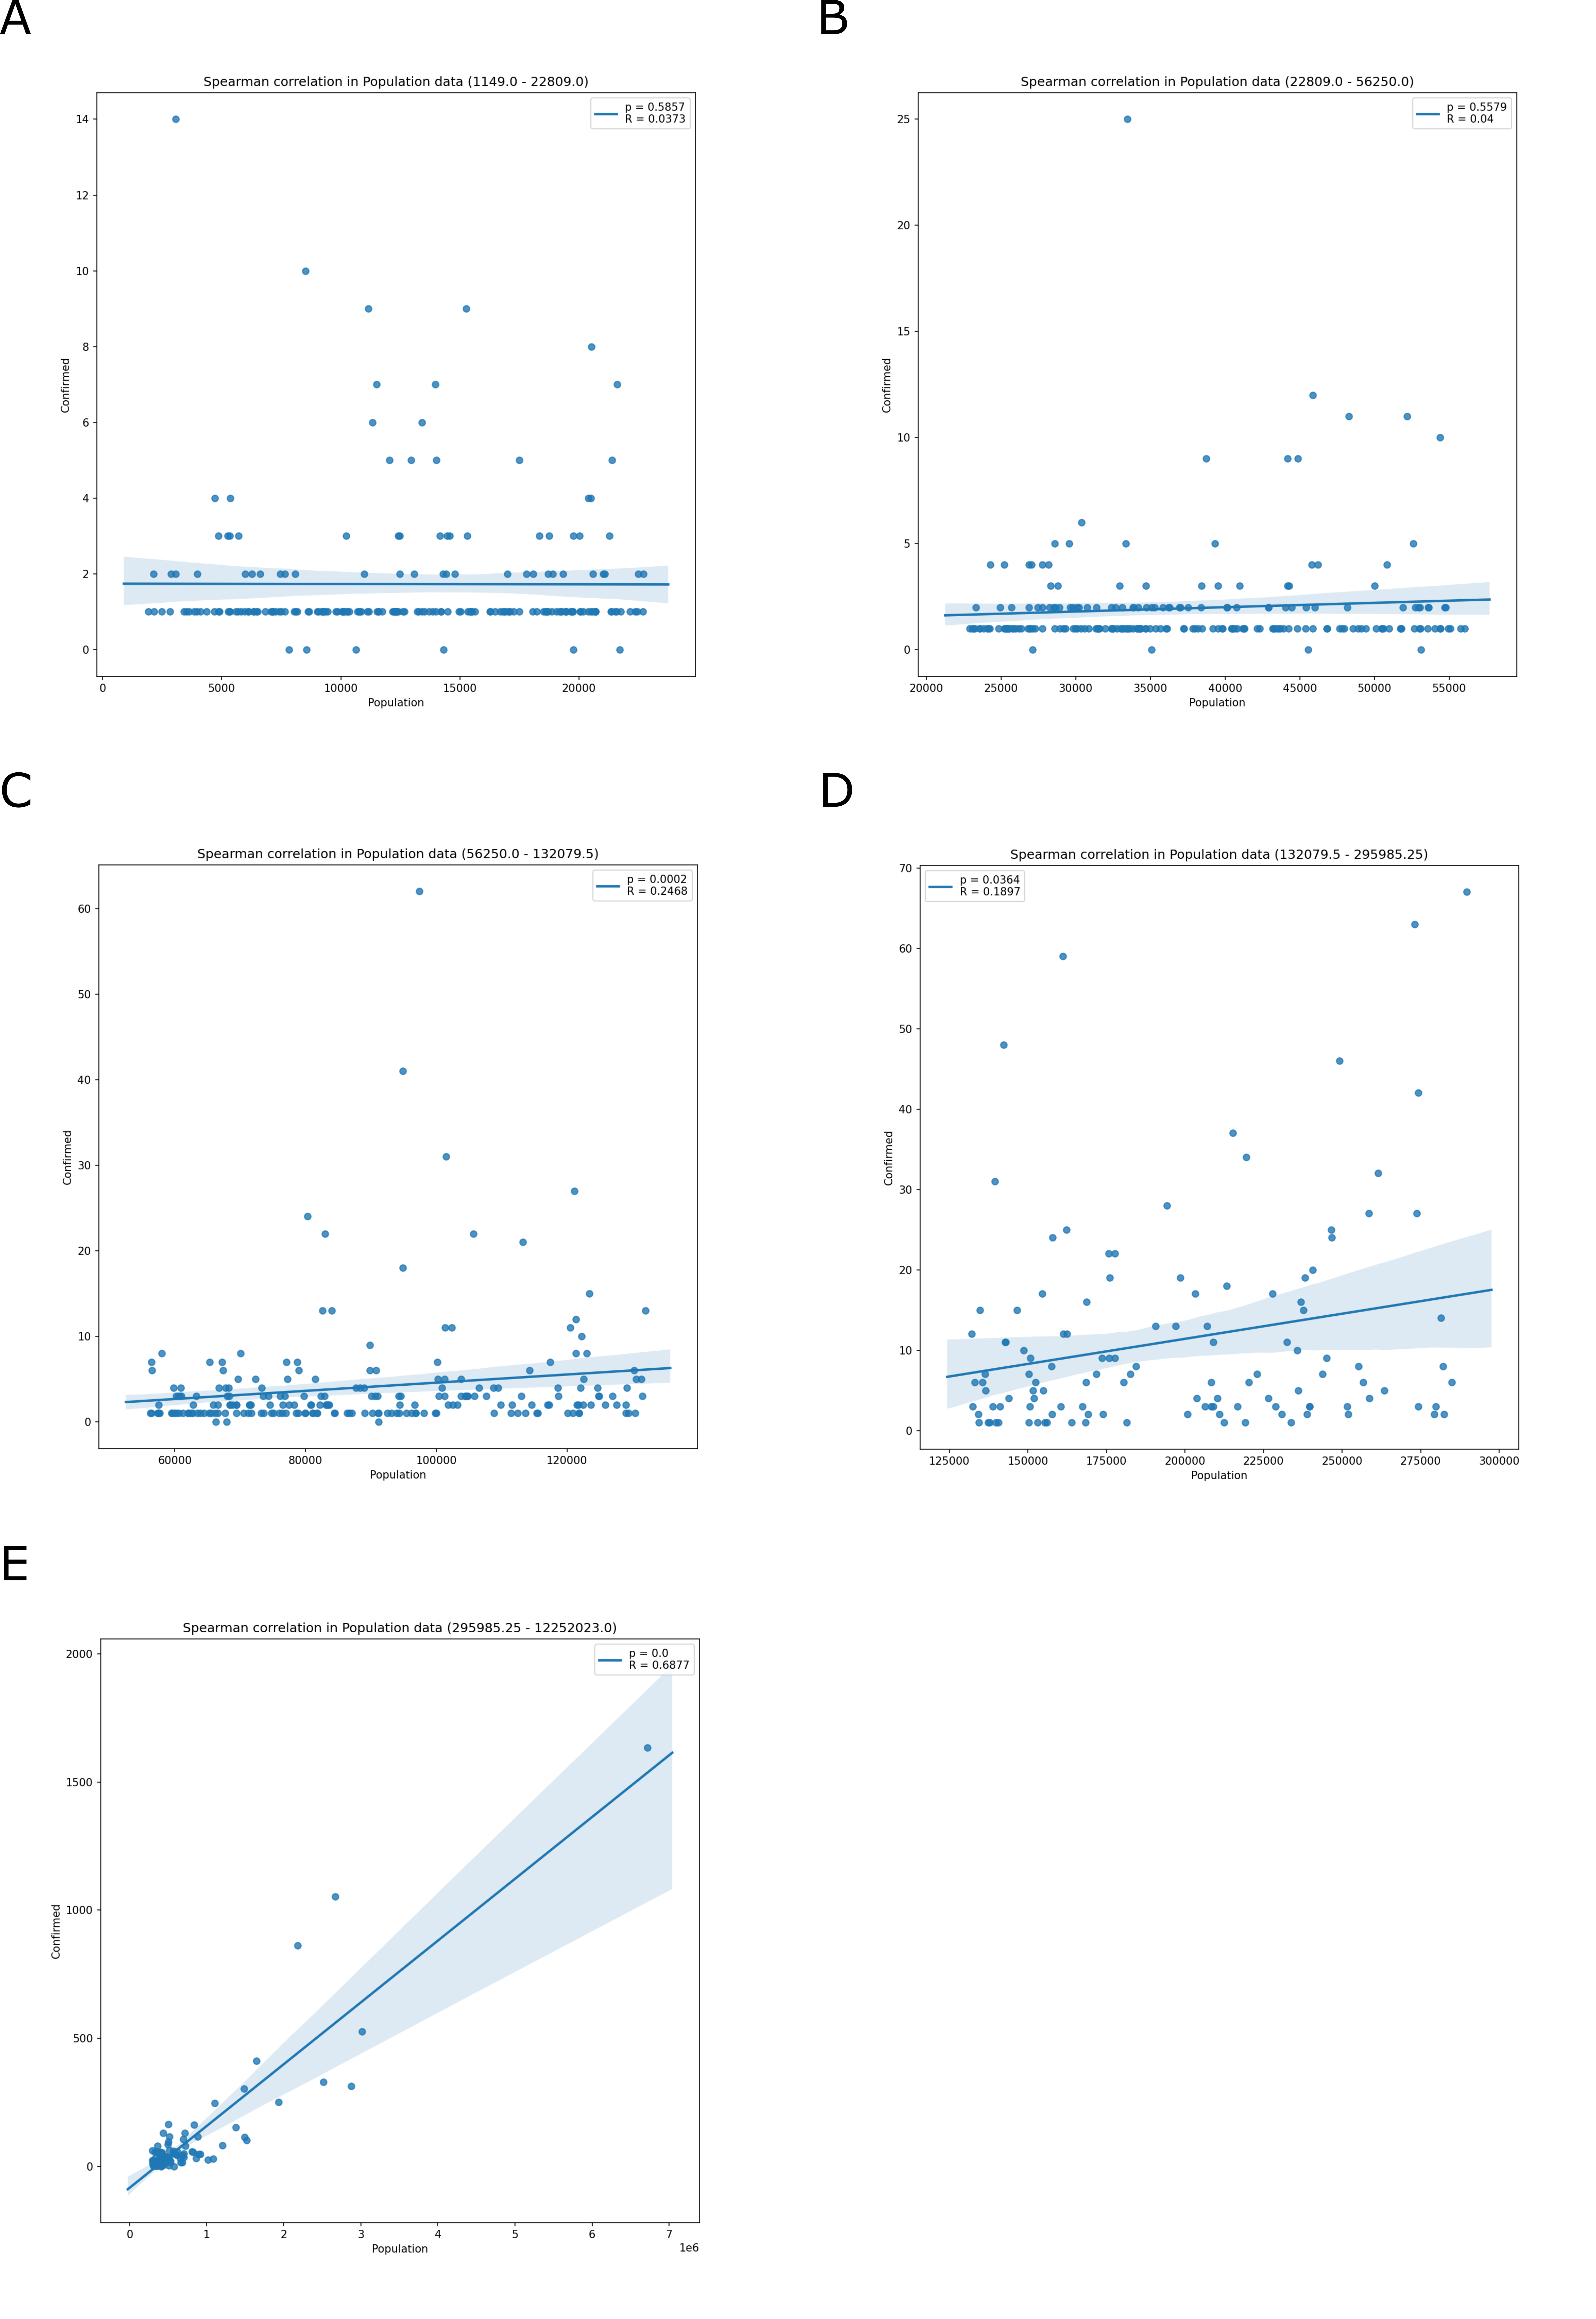 A
Spearman correlation in Population data (1149.0 - 22809.0)
p = 0.5857
R = 0.0373
14
12
10
8
6
4
2
0
Confirmed
0 5000 10000 15000 20000
Population
B
Spearman correlation in Population data (22809.0 - 56250.0)
p = 0.5579
R = 0.04
25
20
15
10
5
0
Confirmed
20000 25000 30000 35000 40000 45000 50000 55000
Population
C
Spearman correlation in Population data (56250.0 - 132079.5)
p = 0.0002
R = 0.2468
60
50
40
30
20
10
0
Confirmed
60000 80000 100000 120000
Population
D
Spearman correlation in Population data (132079.5 - 295985.25)
p = 0.0364
R = 0.1897
70
60
50
40
30
20
10
0
Confirmed
125000 150000 175000 200000 225000 250000 275000 300000
Population
E
Spearman correlation in Population data (295985.25 - 12252023.0)
p = 0.0
R = 0.6877
2000
1500
1000
500
0
Confirmed
0 1 2 3 4 5 6 7
1e6
Population